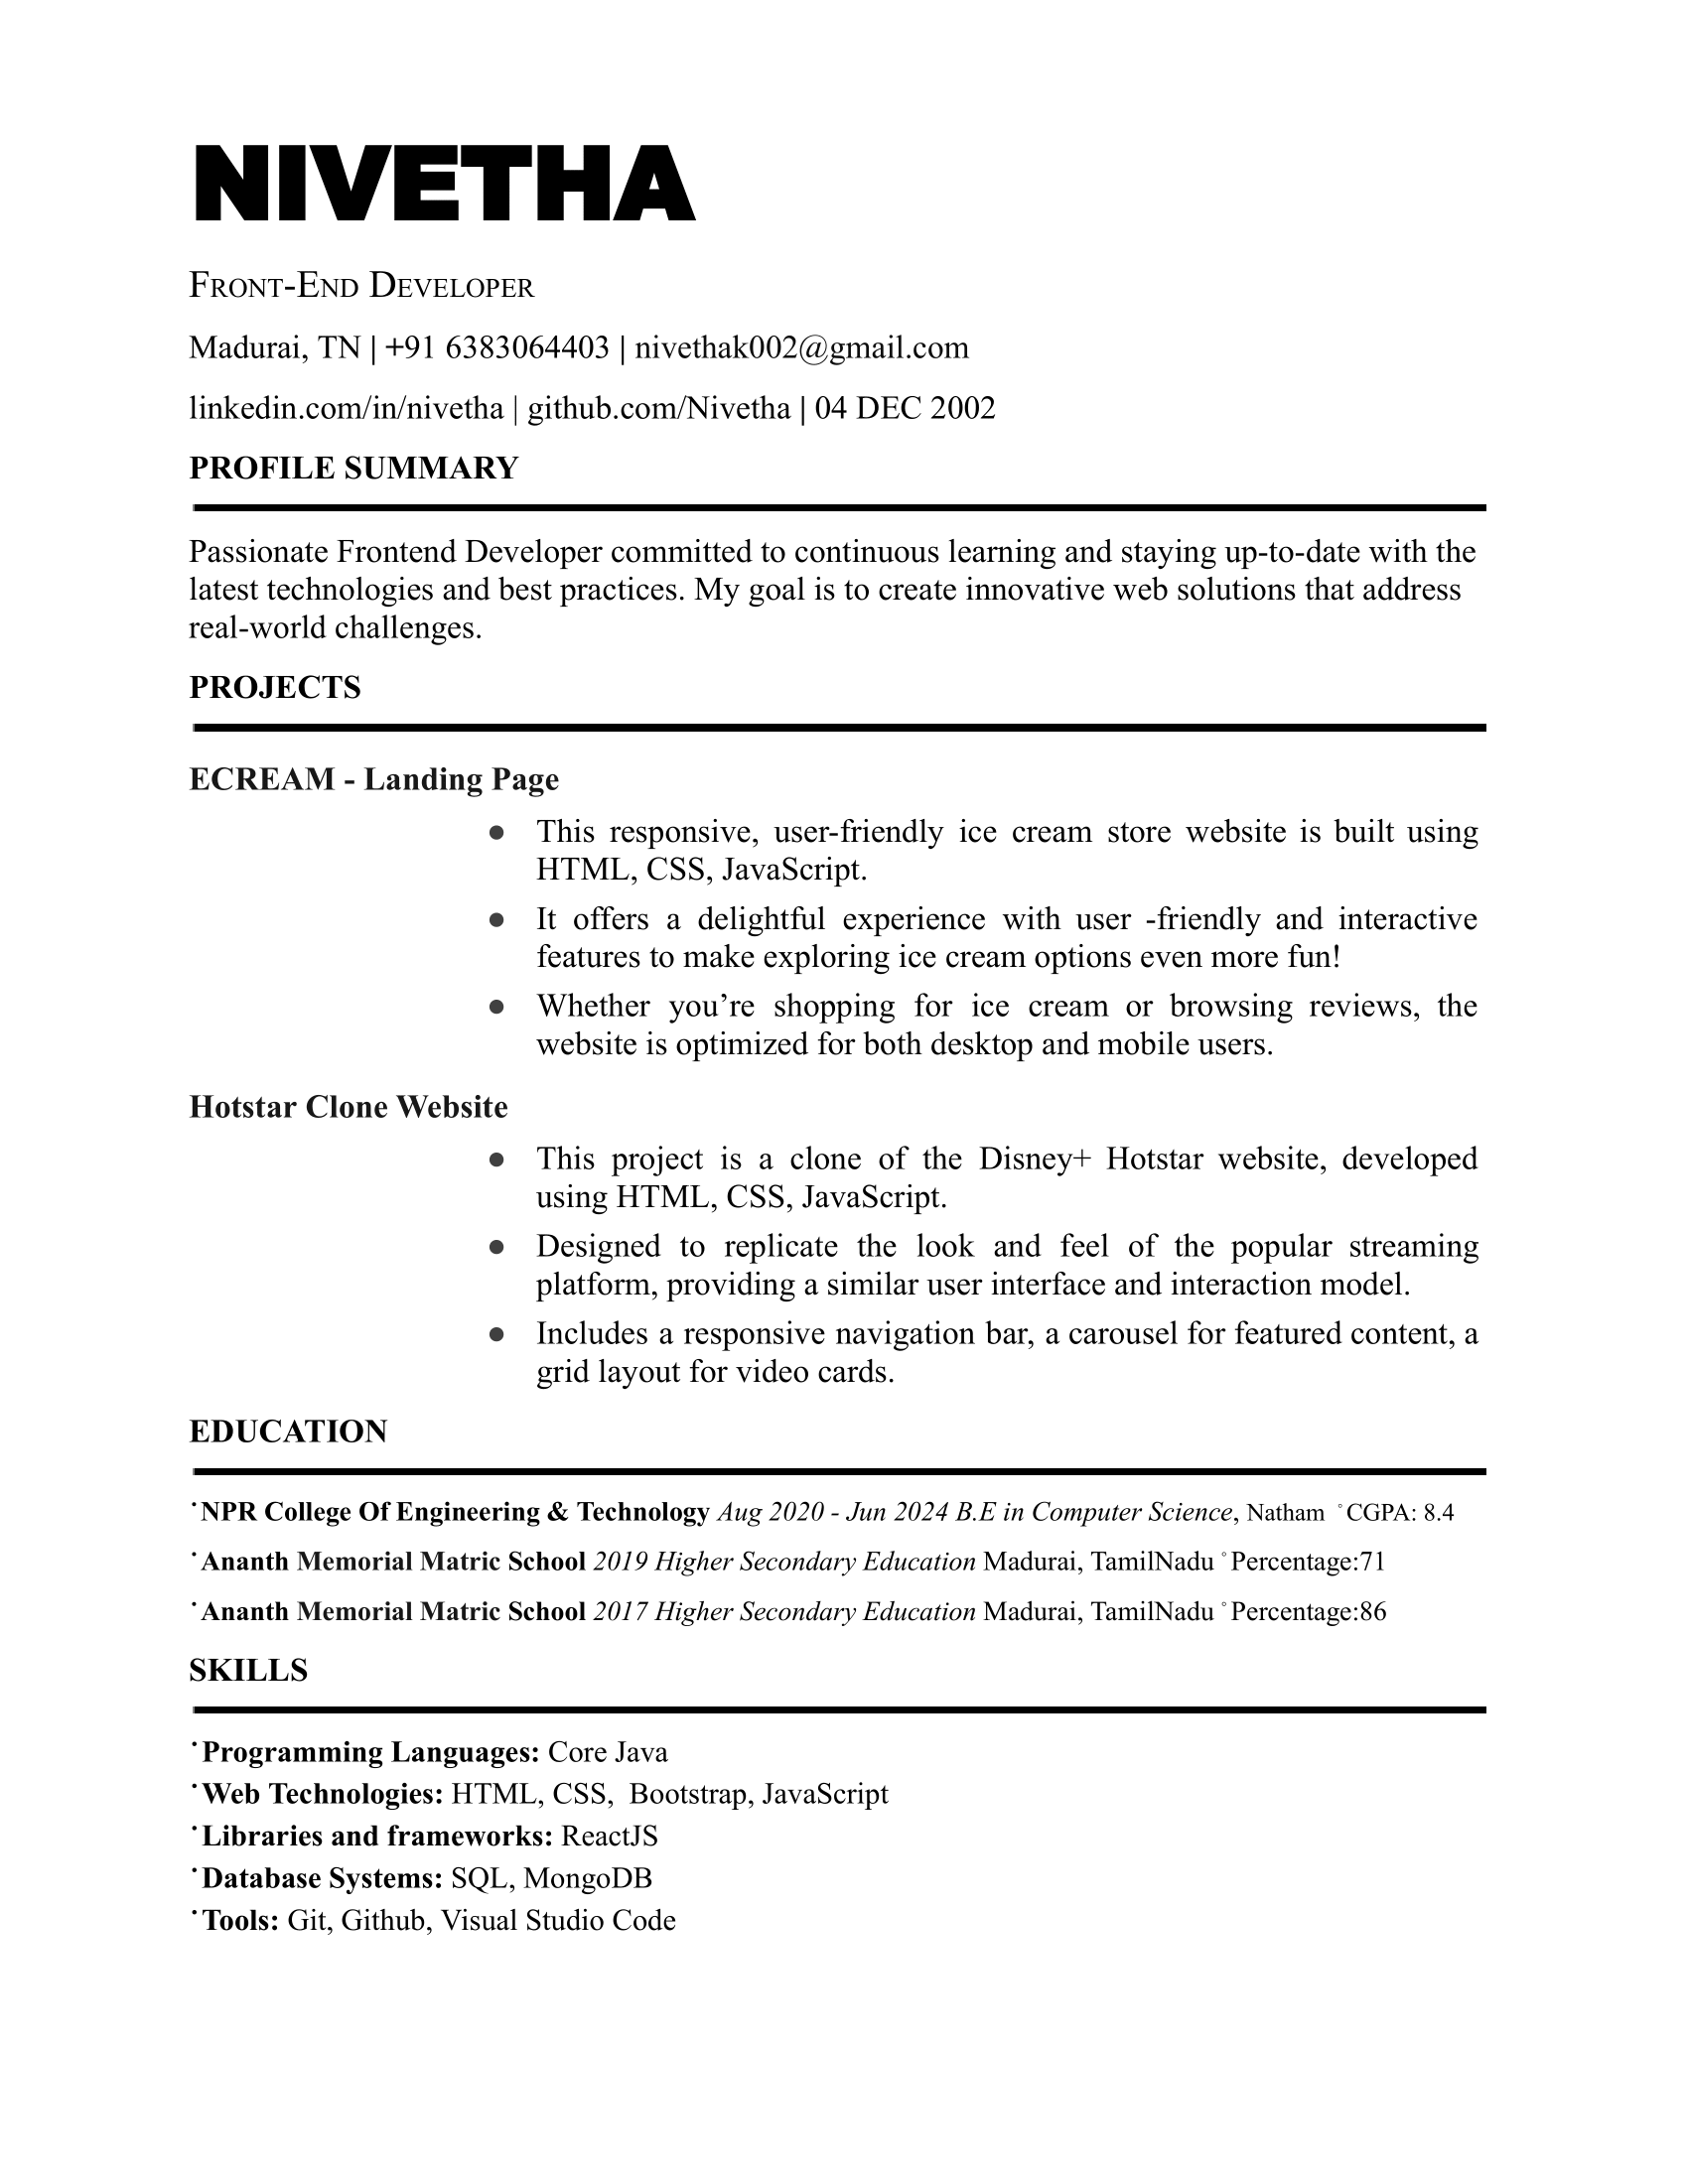 NIVETHA
Front-End Developer
Madurai, TN | +91 6383064403 | nivethak002@gmail.com
linkedin.com/in/nivetha | github.com/Nivetha | 04 DEC 2002
PROFILE SUMMARY
Passionate Frontend Developer committed to continuous learning and staying up-to-date with the
latest technologies and best practices. My goal is to create innovative web solutions that address
real-world challenges.
PROJECTS
ECREAM - Landing Page
● This responsive, user-friendly ice cream store website is built using
HTML, CSS, JavaScript.
● It offers a delightful experience with user -friendly and interactive
features to make exploring ice cream options even more fun!
● Whether you’re shopping for ice cream or browsing reviews, the
website is optimized for both desktop and mobile users.
Hotstar Clone Website
● This project is a clone of the Disney+ Hotstar website, developed
using HTML, CSS, JavaScript.
● Designed to replicate the look and feel of the popular streaming
platform, providing a similar user interface and interaction model.
● Includes a responsive navigation bar, a carousel for featured content, a
grid layout for video cards.
EDUCATION
˙NPR College Of Engineering & Technology Aug 2020 - Jun 2024 B.E in Computer Science, Natham ˚CGPA: 8.4
˙Ananth Memorial Matric School 2019 Higher Secondary Education Madurai, TamilNadu ˚Percentage:71
˙Ananth Memorial Matric School 2017 Higher Secondary Education Madurai, TamilNadu ˚Percentage:86
SKILLS
˙Programming Languages: Core Java
˙Web Technologies: HTML, CSS,  Bootstrap, JavaScript
˙Libraries and frameworks: ReactJS
˙Database Systems: SQL, MongoDB
˙Tools: Git, Github, Visual Studio Code